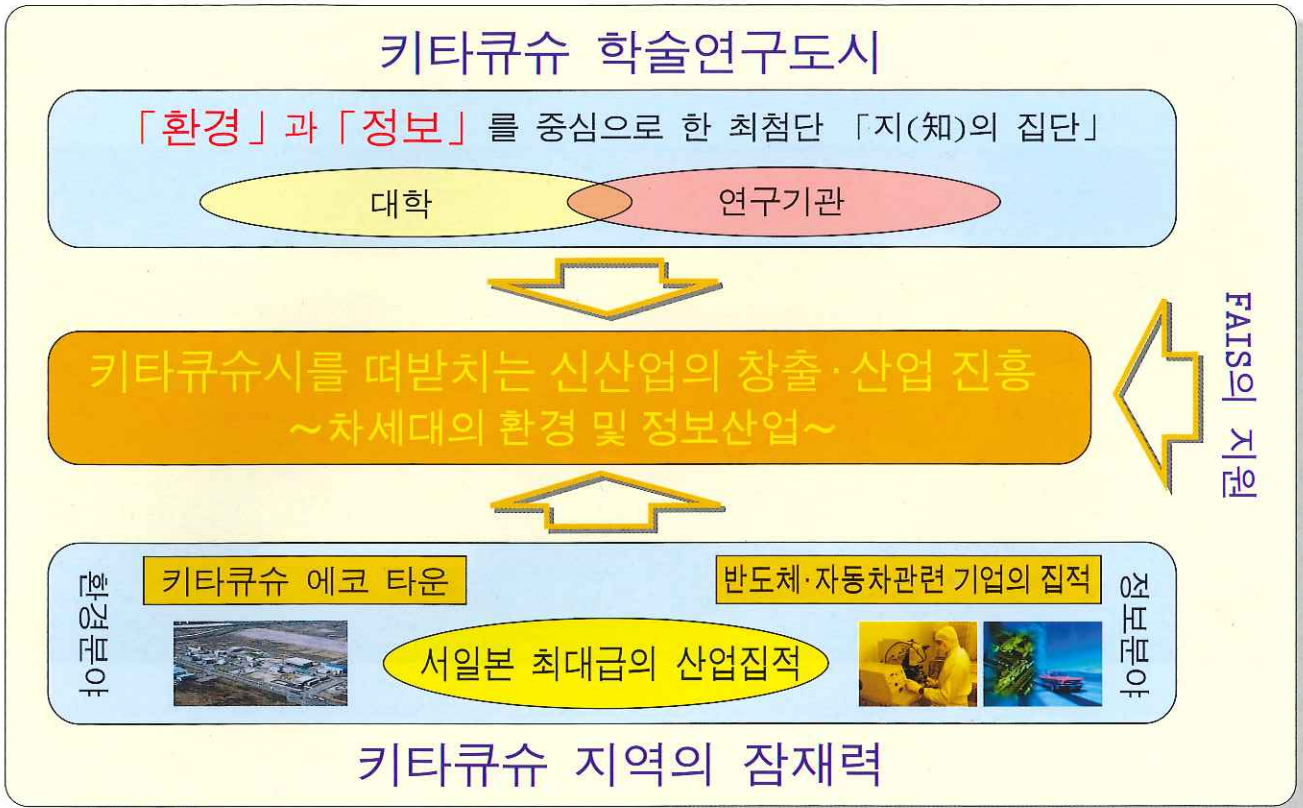 키타큐슈 학술연구도시
「환경」과「정보」를 중심으로 한 최첨단 「지(知)의 집단」
대학
연구기관
키타큐슈시를 떠받치는 신산업의 창출·산업 진흥
~차세대의 환경 및 정보산업~
FAIS의 지원
환경분야
키타큐슈 에코 타운
서일본 최대급의 산업집적
반도체·자동차관련 기업의 집적
정보분야
키타큐슈 지역의 잠재력